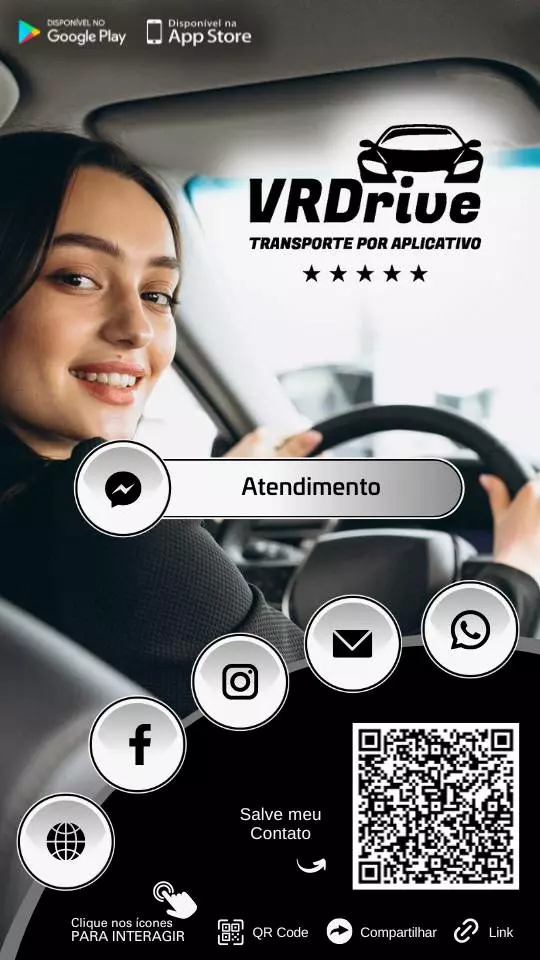 DISPONÍVEL NO
Google Play
Disponível na
App Store
VRDrive
TRANSPORTE POR APLICATIVO
Atendimento
Salve meu
Contato
Clique nos ícones
PARA INTERAGIR
QR Code
Compartilhar
Link